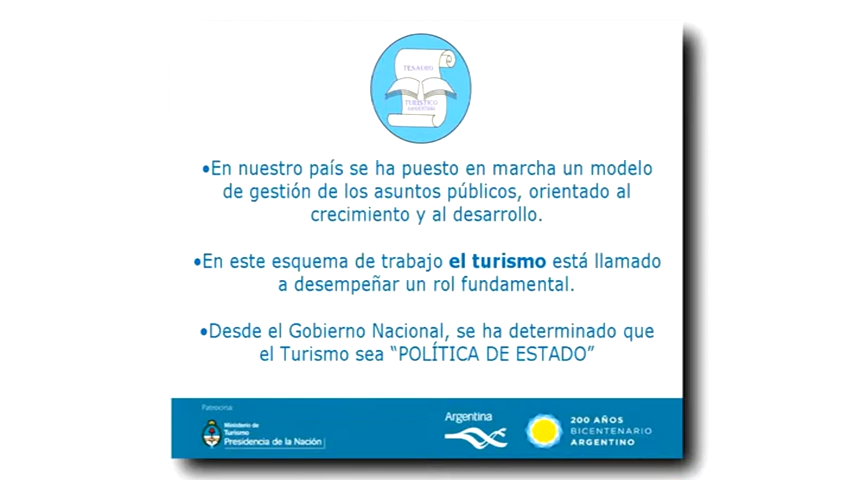 TURÍSTICO
•En nuestro país se ha puesto en marcha un modelo
de gestión de los asuntos públicos, orientado al
crecimiento y al desarrollo.
•En este esquema de trabajo el turismo está llamado
a desempeñar un rol fundamental.
•Desde el Gobierno Nacional, se ha determinado que
el Turismo sea “POLÍTICA DE ESTADO”
Patrocina:
Ministerio de
Turismo
Presidencia de la Nación
Argentina
200 AÑOS
BICENTENARIO
ARGENTINO